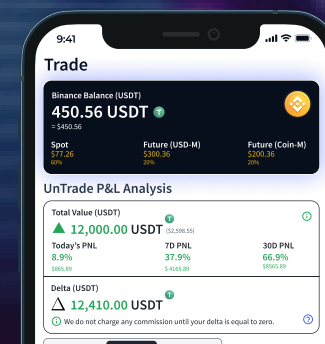 9:41
Trade
Binance Balance (USDT)
450.56 USDT T
= $450.56
Spot Future (USD-M) Future (Coin-M)
$77.26 $300.36 $200.36
60% 20% 20%
UnTrade P&L Analysis
Total Value (USDT)
12,000.00 USDT T ($2,598.55)
Today's PNL 7D PNL 30D PNL
8.9% 37.9% 66.9%
$865.89 $ 4165.89 $8565.89
Delta (USDT)
12,410.00 USDT T
We do not charge any commission until your delta is equal to zero.